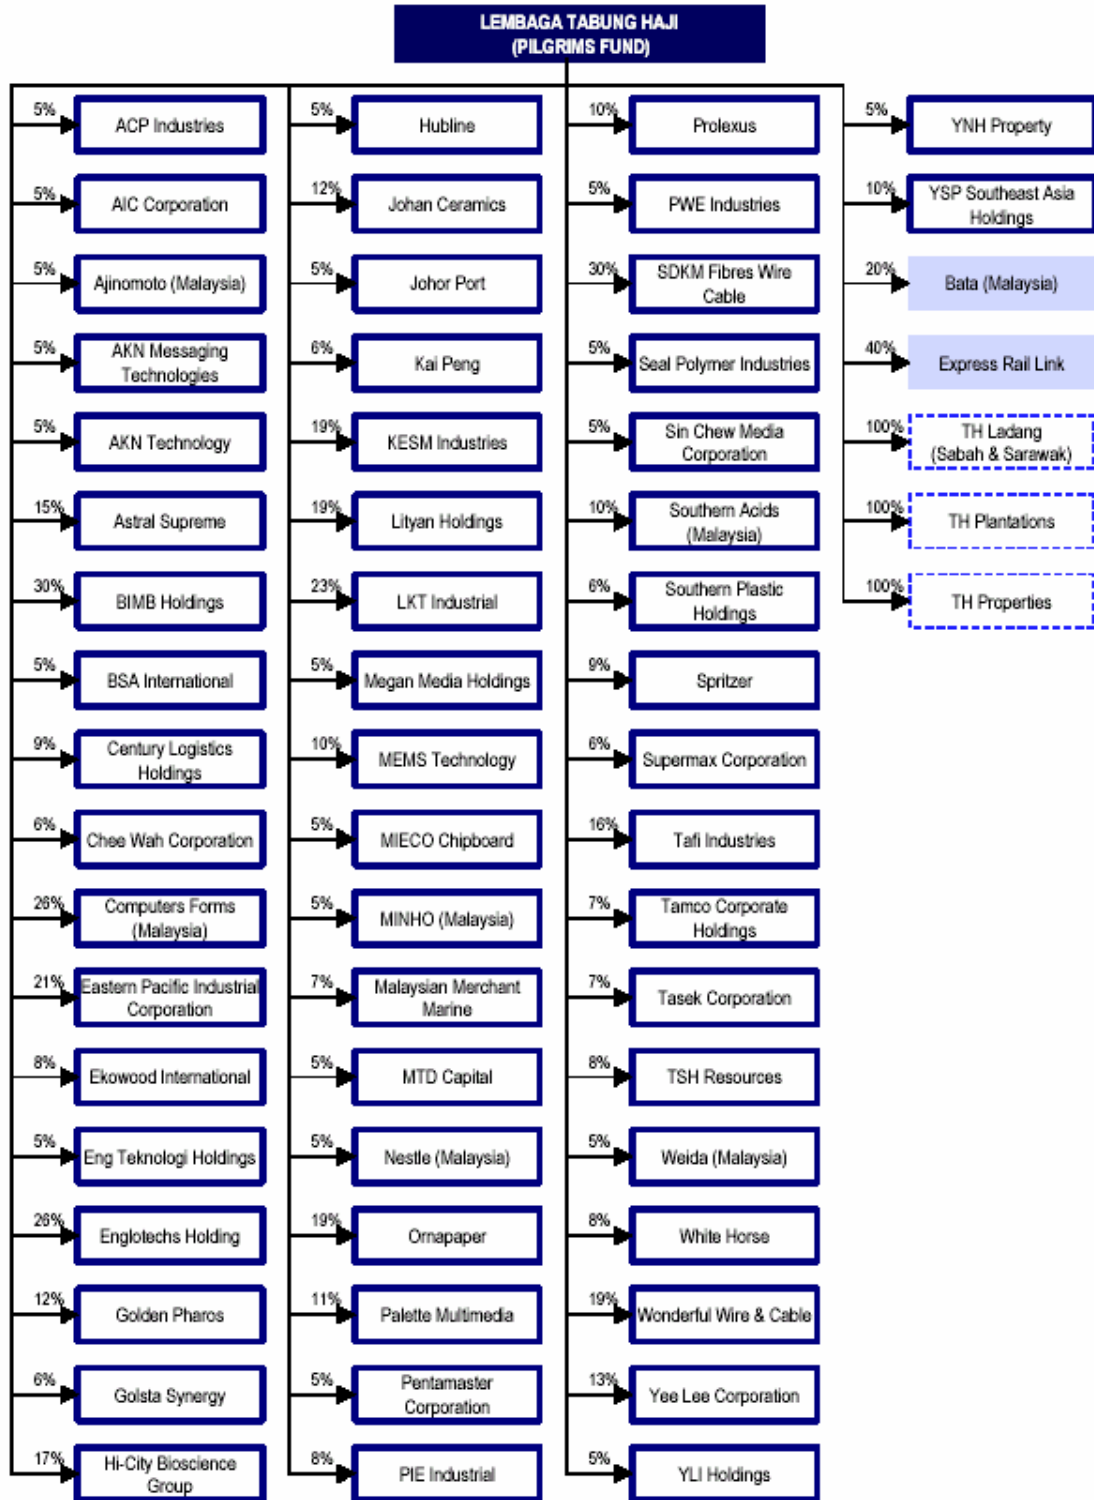 LEMBAGA TABUNG HAJI
(PILGRIMS FUND)
5%
ACP Industries
5%
AIC Corporation
5%
Ajinomoto (Malaysia)
5%
AKN Messaging
Technologies
5%
AKN Technology
15%
Astral Supreme
30%
BIMB Holdings
5%
BSA International
9%
Century Logistics
Holdings
6%
Chee Wah Corporation
26%
Computers Forms
(Malaysia)
21%
Eastern Pacific Industrial
Corporation
8%
Ekowood International
5%
Eng Teknologi Holdings
26%
Englotechs Holding
12%
Golden Pharos
6%
Golsta Synergy
17%
Hi-City Bioscience
Group
5%
Hubline
12%
Johan Ceramics
5%
Johor Port
6%
Kai Peng
19%
KESM Industries
19%
Lityan Holdings
23%
LKT Industrial
5%
Megan Media Holdings
10%
MEMS Technology
5%
MIECO Chipboard
5%
MINHO (Malaysia)
7%
Malaysian Merchant
Marine
5%
MTD Capital
5%
Nestle (Malaysia)
19%
Ornapaper
11%
Palette Multimedia
5%
Pentamaster
Corporation
8%
PIE Industrial
10%
Prolexus
5%
PWE Industries
30%
SDKM Fibres Wire
Cable
5%
Seal Polymer Industries
5%
Sin Chew Media
Corporation
10%
Southern Acids
(Malaysia)
6%
Southern Plastic
Holdings
9%
Spritzer
6%
Supermax Corporation
16%
Tafi Industries
7%
Tamco Corporate
Holdings
7%
Tasek Corporation
8%
TSH Resources
5%
Weida (Malaysia)
8%
White Horse
19%
Wonderful Wire & Cable
13%
Yee Lee Corporation
5%
YLI Holdings
5%
YNH Property
10%
YSP Southeast Asia
Holdings
20%
Bata (Malaysia)
40%
Express Rail Link
100%
TH Ladang
(Sabah & Sarawak)
100%
TH Plantations
100%
TH Properties